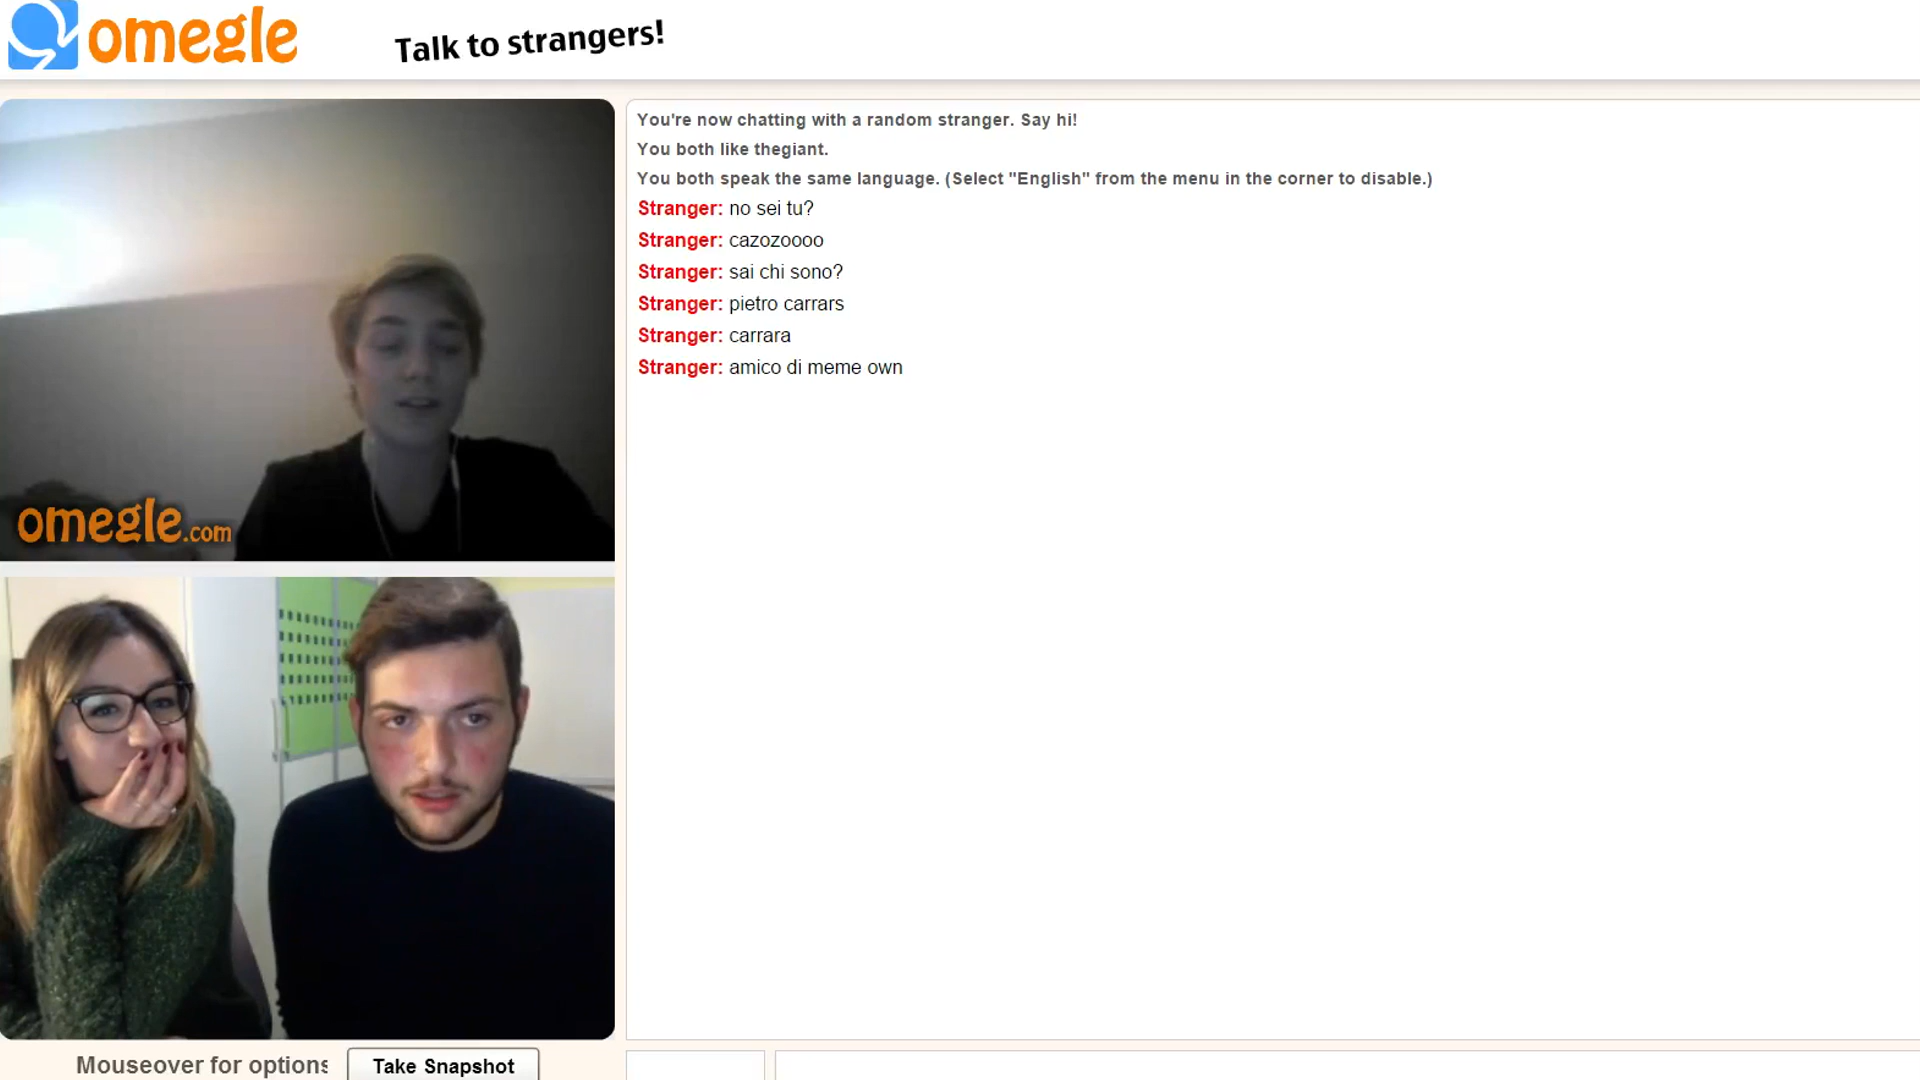 omegle
Talk to strangers!
You're now chatting with a random stranger. Say hi!
You both like thegiant.
You both speak the same language. (Select "English" from the menu in the corner to disable.)
Stranger: no sei tu?
Stranger: cazozoooo
Stranger: sai chi sono?
Stranger: pietro carrars
Stranger: carrara
Stranger: amico di meme own
omegle.com
Mouseover for options
Take Snapshot